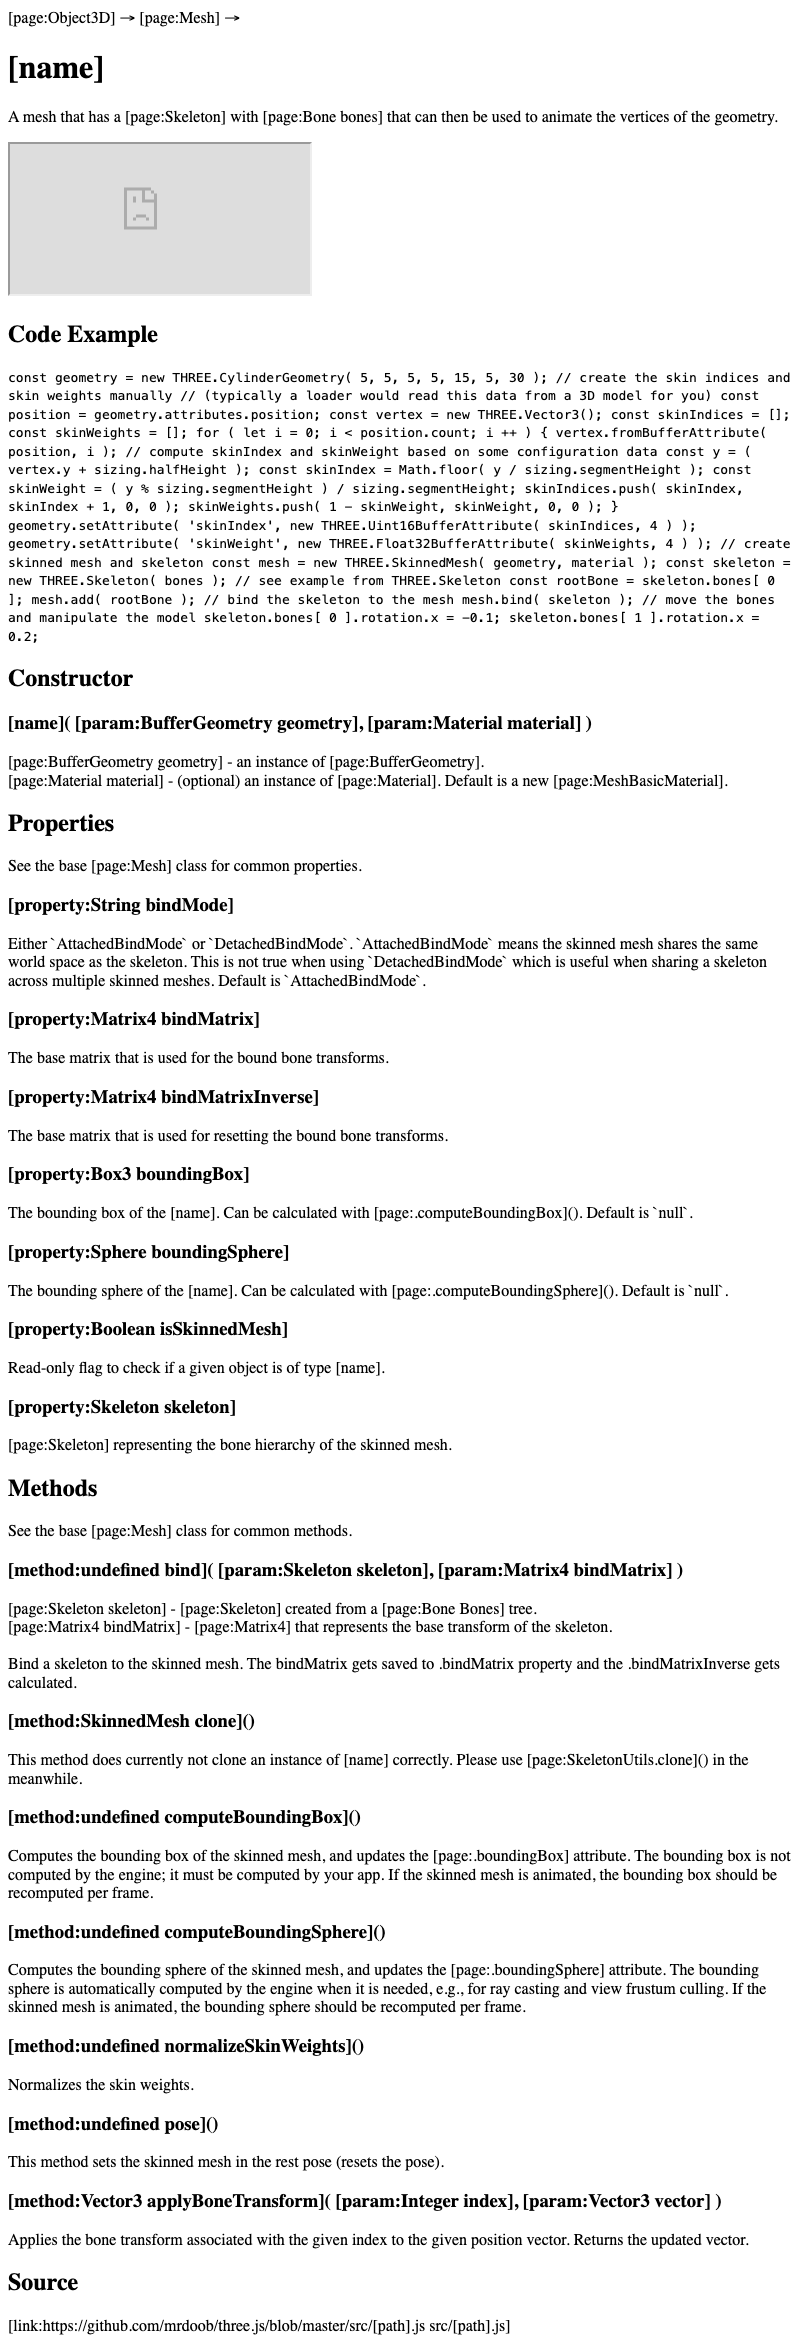 [page:Object3D] → [page:Mesh] →
[name]
A mesh that has a [page:Skeleton] with [page:Bone bones] that can then be used to animate the vertices of the geometry.
Code Example
const geometry = new THREE.CylinderGeometry( 5, 5, 5, 5, 15, 5, 30 ); // create the skin indices and
skin weights manually // (typically a loader would read this data from a 3D model for you) const
position = geometry.attributes.position; const vertex = new THREE.Vector3(); const skinIndices = [];
const skinWeights = []; for ( let i = 0; i < position.count; i ++ ) { vertex.fromBufferAttribute(
position, i ); // compute skinIndex and skinWeight based on some configuration data const y = (
vertex.y + sizing.halfHeight ); const skinIndex = Math.floor( y / sizing.segmentHeight ); const
skinWeight = ( y % sizing.segmentHeight ) / sizing.segmentHeight; skinIndices.push( skinIndex,
skinIndex + 1, 0, 0 ); skinWeights.push( 1 - skinWeight, skinWeight, 0, 0 ); }
geometry.setAttribute( 'skinIndex', new THREE.Uint16BufferAttribute( skinIndices, 4 ) );
geometry.setAttribute( 'skinWeight', new THREE.Float32BufferAttribute( skinWeights, 4 ) ); // create
skinned mesh and skeleton const mesh = new THREE.SkinnedMesh( geometry, material ); const skeleton =
new THREE.Skeleton( bones ); // see example from THREE.Skeleton const rootBone = skeleton.bones[ 0
]; mesh.add( rootBone ); // bind the skeleton to the mesh mesh.bind( skeleton ); // move the bones
and manipulate the model skeleton.bones[ 0 ].rotation.x = -0.1; skeleton.bones[ 1 ].rotation.x =
0.2;
Constructor
[name]( [param:BufferGeometry geometry], [param:Material material] )
[page:BufferGeometry geometry] - an instance of [page:BufferGeometry].
[page:Material material] - (optional) an instance of [page:Material]. Default is a new [page:MeshBasicMaterial].
Properties
See the base [page:Mesh] class for common properties.
[property:String bindMode]
Either `AttachedBindMode` or `DetachedBindMode`. `AttachedBindMode` means the skinned mesh shares the same
world space as the skeleton. This is not true when using `DetachedBindMode` which is useful when sharing a skeleton
across multiple skinned meshes. Default is `AttachedBindMode`.
[property:Matrix4 bindMatrix]
The base matrix that is used for the bound bone transforms.
[property:Matrix4 bindMatrixInverse]
The base matrix that is used for resetting the bound bone transforms.
[property:Box3 boundingBox]
The bounding box of the [name]. Can be calculated with [page:.computeBoundingBox](). Default is `null`.
[property:Sphere boundingSphere]
The bounding sphere of the [name]. Can be calculated with [page:.computeBoundingSphere](). Default is `null`.
[property:Boolean isSkinnedMesh]
Read-only flag to check if a given object is of type [name].
[property:Skeleton skeleton]
[page:Skeleton] representing the bone hierarchy of the skinned mesh.
Methods
See the base [page:Mesh] class for common methods.
[method:undefined bind]( [param:Skeleton skeleton], [param:Matrix4 bindMatrix] )
[page:Skeleton skeleton] - [page:Skeleton] created from a [page:Bone Bones] tree.
[page:Matrix4 bindMatrix] - [page:Matrix4] that represents the base transform of the skeleton.
Bind a skeleton to the skinned mesh. The bindMatrix gets saved to .bindMatrix property and the .bindMatrixInverse gets
calculated.
[method:SkinnedMesh clone]()
This method does currently not clone an instance of [name] correctly. Please use [page:SkeletonUtils.clone]() in the
meanwhile.
[method:undefined computeBoundingBox]()
Computes the bounding box of the skinned mesh, and updates the [page:.boundingBox] attribute. The bounding box is not
computed by the engine; it must be computed by your app. If the skinned mesh is animated, the bounding box should be
recomputed per frame.
[method:undefined computeBoundingSphere]()
Computes the bounding sphere of the skinned mesh, and updates the [page:.boundingSphere] attribute. The bounding
sphere is automatically computed by the engine when it is needed, e.g., for ray casting and view frustum culling. If the
skinned mesh is animated, the bounding sphere should be recomputed per frame.
[method:undefined normalizeSkinWeights]()
Normalizes the skin weights.
[method:undefined pose]()
This method sets the skinned mesh in the rest pose (resets the pose).
[method:Vector3 applyBoneTransform]( [param:Integer index], [param:Vector3 vector] )
Applies the bone transform associated with the given index to the given position vector. Returns the updated vector.
Source
[link:https://github.com/mrdoob/three.js/blob/master/src/[path].js src/[path].js]